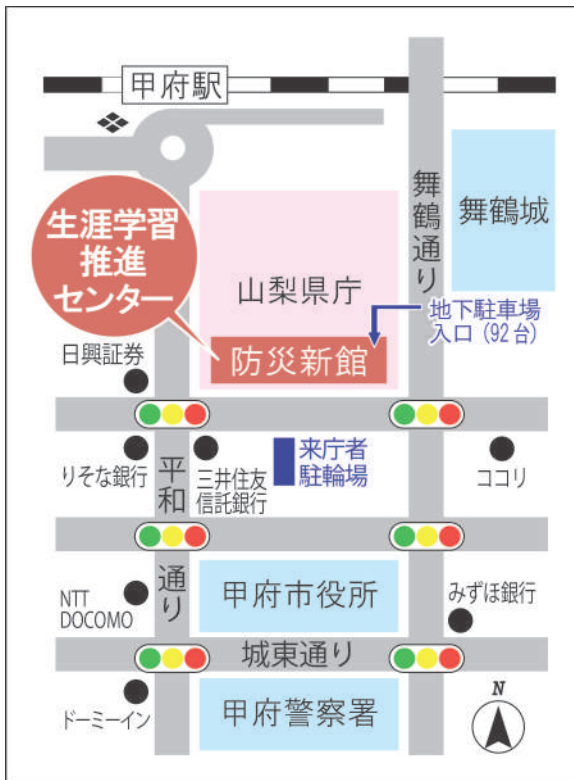 甲府駅
舞鶴通り
舞鶴城
生涯学習
推進
センター
山梨県庁
地下駐車場
入口（92台）
防災新館
日興証券
りそな銀行
平和通り
三井住友
信託銀行
来庁者
駐輪場
ココリ
NTT
DOCOMO
甲府市役所
みずほ銀行
城東通り
ドーミーイン
甲府警察署
N